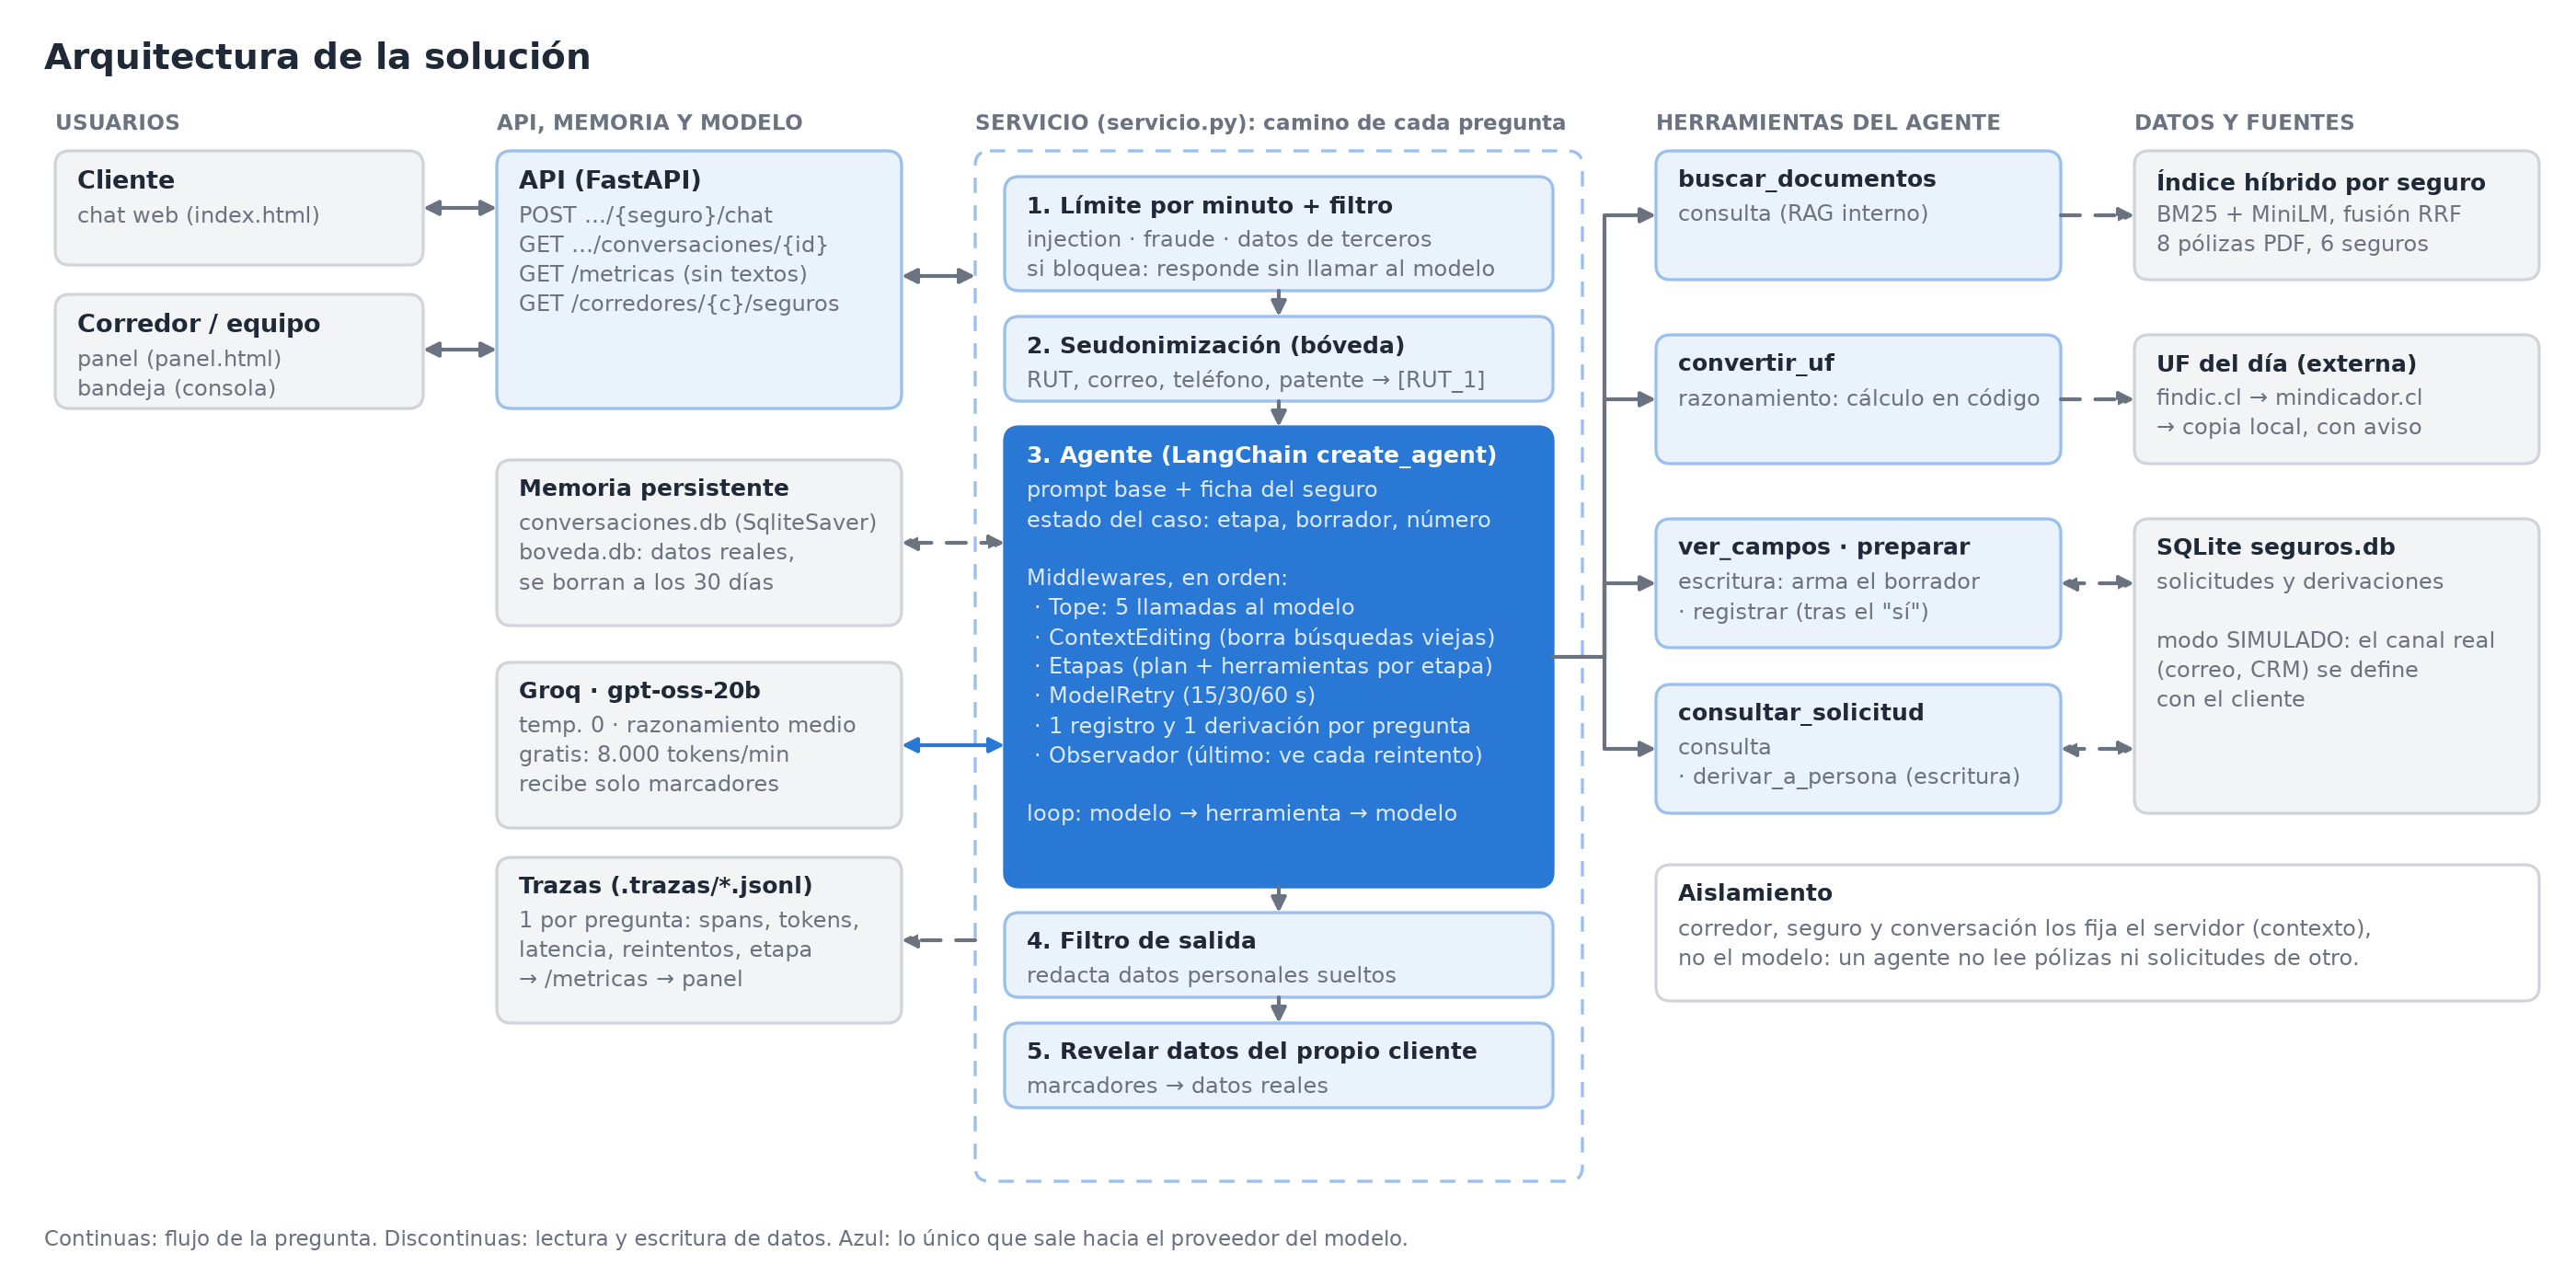 Arquitectura de la solución
USUARIOS
Cliente
chat web (index.html)
Corredor / equipo
panel (panel.html)
bandeja (consola)
API, MEMORIA Y MODELO
API (FastAPI)
POST …/{seguro}/chat
GET …/conversaciones/{id}
GET /metricas (sin textos)
GET /corredores/{c}/seguros
Memoria persistente
conversaciones.db (SqliteSaver)
boveda.db: datos reales,
se borran a los 30 días
Groq · gpt-oss-20b
temp. 0 · razonamiento medio
gratis: 8.000 tokens/min
recibe solo marcadores
Trazas (.trazas/*.jsonl)
1 por pregunta: spans, tokens,
latencia, reintentos, etapa
→ /metricas → panel
SERVICIO (servicio.py): camino de cada pregunta
1. Límite por minuto + filtro
injection · fraude · datos de terceros
si bloquea: responde sin llamar al modelo
2. Seudonimización (bóveda)
RUT, correo, teléfono, patente → [RUT_1]
3. Agente (LangChain create_agent)
prompt base + ficha del seguro
estado del caso: etapa, borrador, número
Middlewares, en orden:
· Tope: 5 llamadas al modelo
· ContextEditing (borra búsquedas viejas)
· Etapas (plan + herramientas por etapa)
· ModelRetry (15/30/60 s)
· 1 registro y 1 derivación por pregunta
· Observador (último: ve cada reintento)
loop: modelo → herramienta → modelo
4. Filtro de salida
redacta datos personales sueltos
5. Revelar datos del propio cliente
marcadores → datos reales
HERRAMIENTAS DEL AGENTE
buscar_documentos
consulta (RAG interno)
convertir_uf
razonamiento: cálculo en código
ver_campos · preparar
escritura: arma el borrador
· registrar (tras el "sí")
consultar_solicitud
consulta
· derivar_a_persona (escritura)
DATOS Y FUENTES
Índice híbrido por seguro
BM25 + MiniLM, fusión RRF
8 pólizas PDF, 6 seguros
UF del día (externa)
findic.cl → mindicador.cl
→ copia local, con aviso
SQLite seguros.db
solicitudes y derivaciones
modo SIMULADO: el canal real
(correo, CRM) se define
con el cliente
Aislamiento
corredor, seguro y conversación los fija el servidor (contexto),
no el modelo: un agente no lee pólizas ni solicitudes de otro.
Continuas: flujo de la pregunta. Discontinuas: lectura y escritura de datos. Azul: lo único que sale hacia el proveedor del modelo.